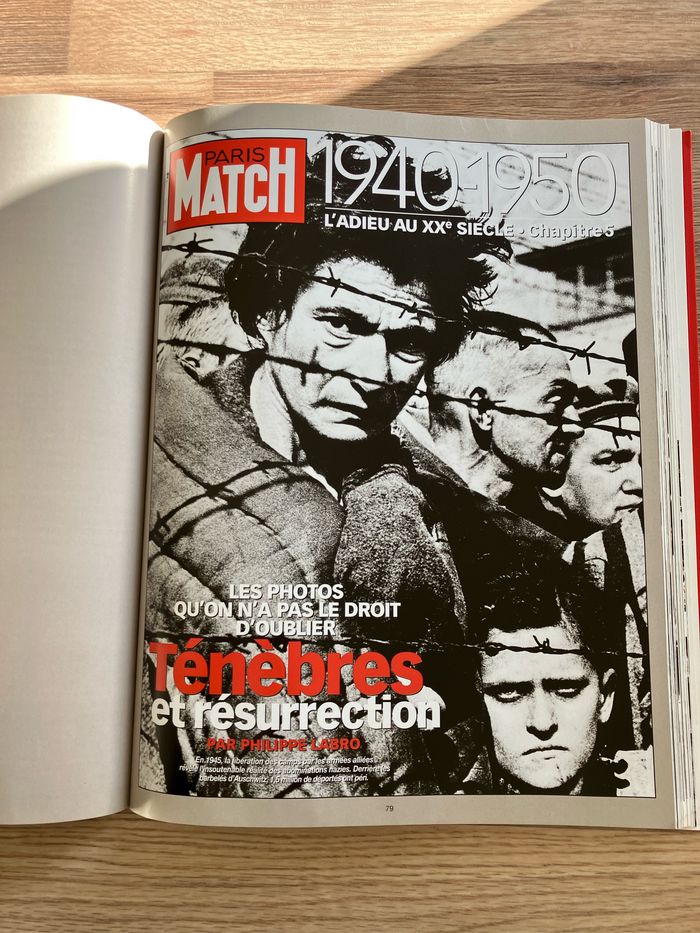 PARIS
MATCH
1940-1950
L'ADIEU AU XXe SIÈCLE • Chapitre 5
LES PHOTOS
QU'ON N'A PAS LE DROIT
D'OUBLIER
Ténèbres
et résurrection
PAR PHILIPPE LABRO
En 1945, la libération des camps par les armées alliées
révèle l'insoutenable réalité des abominations nazies. Derrière les
barbelés d'Auschwitz, 1,5 million de déportés ont péri.
79